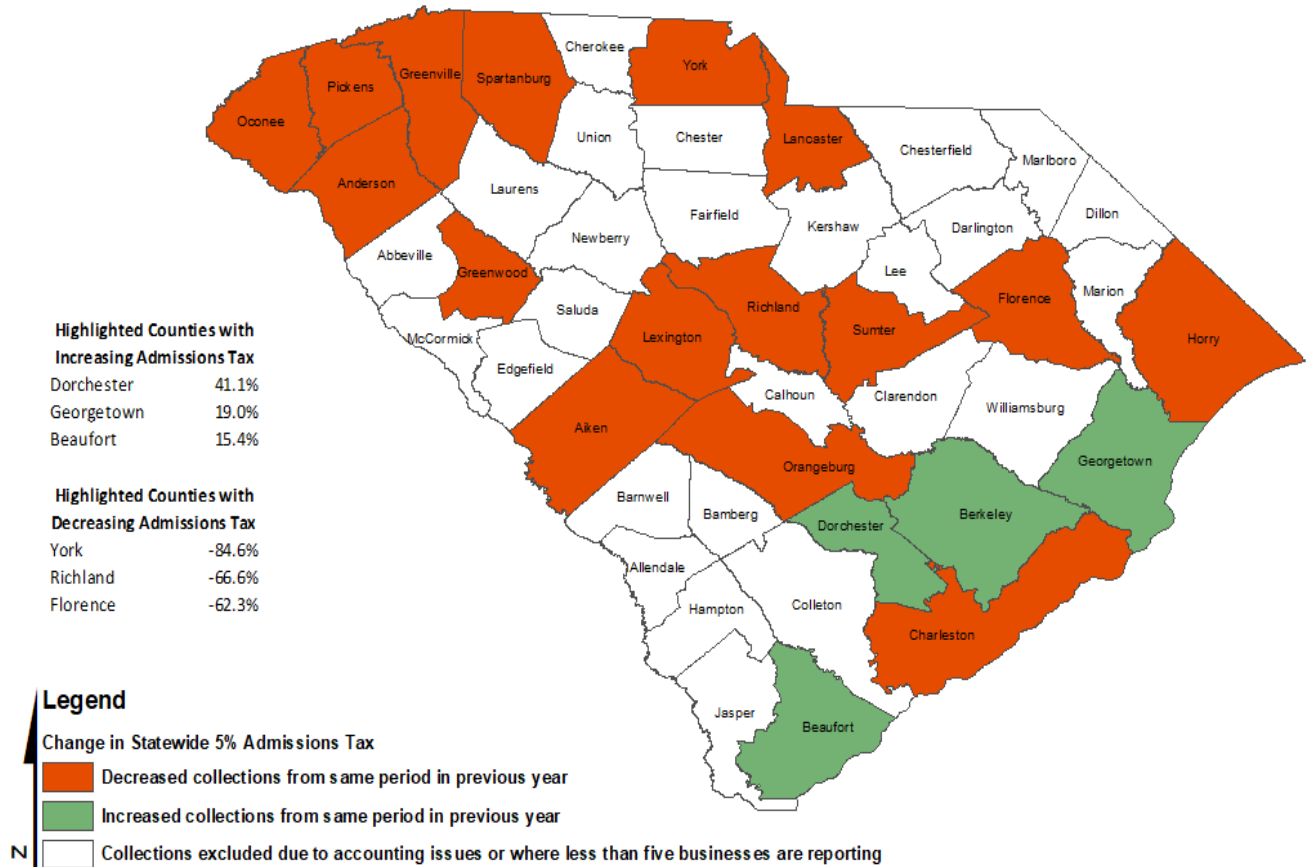 Cherokee
York
Greenville
Spartanburg
Pickens
Oconee
Union
Chester
Lancaster
Chesterfield
Marlboro
Anderson
Laurens
Fairfield
Dillon
Newberry
Kershaw
Darlington
Abbeville
Greenwood
Lee
Florence
Marion
Saluda
Richland
Sumter
Horry
McCormick
Lexington
Edgefield
Calhoun
Clarendon
Williamsburg
Aiken
Georgetown
Orangeburg
Barnwell
Bamberg
Dorchester
Berkeley
Allendale
Hampton
Colleton
Charleston
Jasper
Beaufort
Highlighted Counties with
Increasing Admissions Tax
Dorchester 41.1%
Georgetown 19.0%
Beaufort 15.4%
Highlighted Counties with
Decreasing Admissions Tax
York -84.6%
Richland -66.6%
Florence -62.3%
Legend
Change in Statewide 5% Admissions Tax
Decreased collections from same period in previous year
Increased collections from same period in previous year
Collections excluded due to accounting issues or where less than five businesses are reporting
N